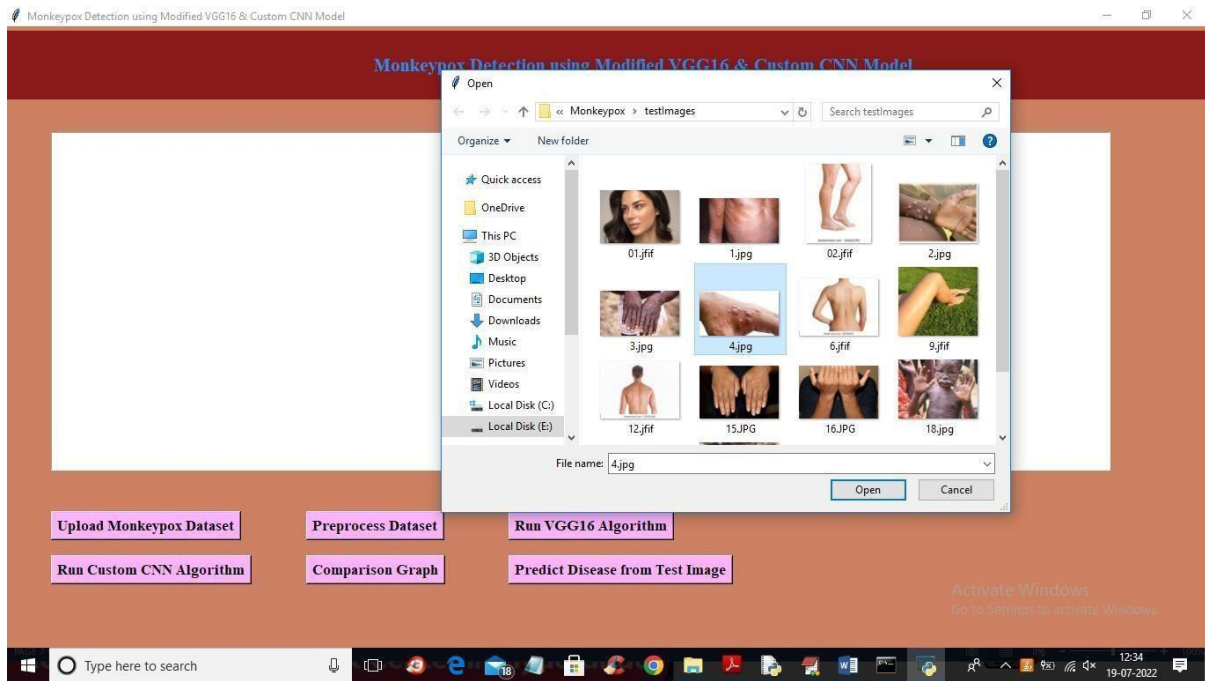 Monkeypox Detection using Modified VGG16 & Custom CNN Model
Monkeypox Detection using Modified VGG16 & Custom CNN Model
Open
« Monkeypox > testImages
Search testImages
Organize
New folder
Quick access
OneDrive
This PC
3D Objects
Desktop
Documents
Downloads
Music
Pictures
Videos
Local Disk (C:)
Local Disk (E:)
01.jfif
1.jpg
02.jfif
2.jpg
3.jpg
4.jpg
6.jfif
9.jfif
12.jfif
15.JPG
16.JPG
18.jpg
File name: 4.jpg
Open
Cancel
Upload Monkeypox Dataset
Preprocess Dataset
Run VGG16 Algorithm
Run Custom CNN Algorithm
Comparison Graph
Predict Disease from Test Image
Activate Windows
Go to Settings to activate Windows.
Type here to search
18
12:34
19-07-2022